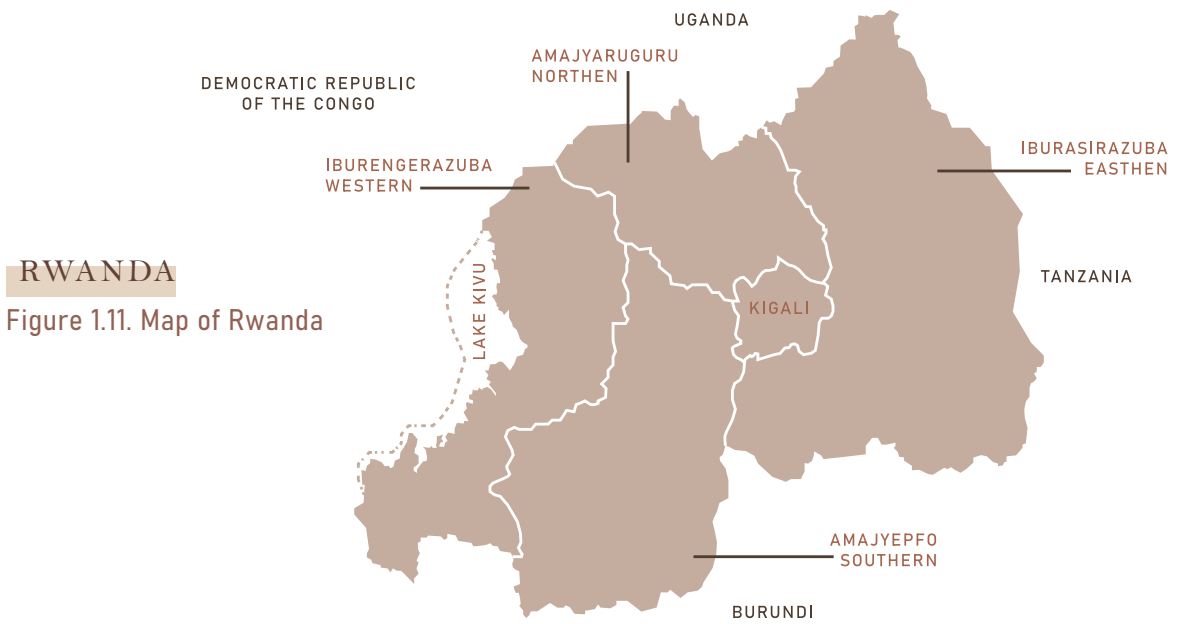 UGANDA
DEMOCRATIC REPUBLIC
OF THE CONGO
AMAJYARUGURU
NORTHEN
IBURENGERAZUBA
WESTERN
IBURASIRAZUBA
EASTHEN
RWANDA
Figure 1.11. Map of Rwanda
LAKE KIVU
KIGALI
TANZANIA
AMAJYEPFO
SOUTHERN
BURUNDI